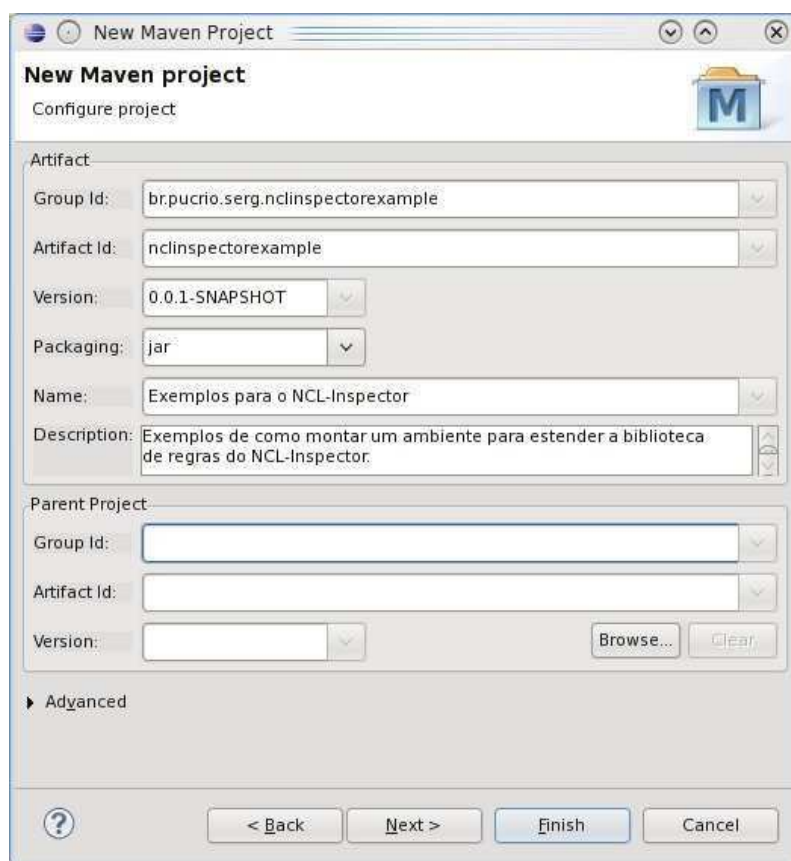 New Maven Project
New Maven project
Configure project
M
Artifact
Group Id: br.pucrio.serg.nclinspectorexample
Artifact Id: nclinspectorexample
Version: 0.0.1-SNAPSHOT
Packaging: jar
Name: Exemplos para o NCL-Inspector
Description: Exemplos de como montar um ambiente para estender a biblioteca
de regras do NCL-Inspector.
Parent Project
Group Id:
Artifact Id:
Version: Browse... Clear
Advanced
? < Back Next > Finish Cancel